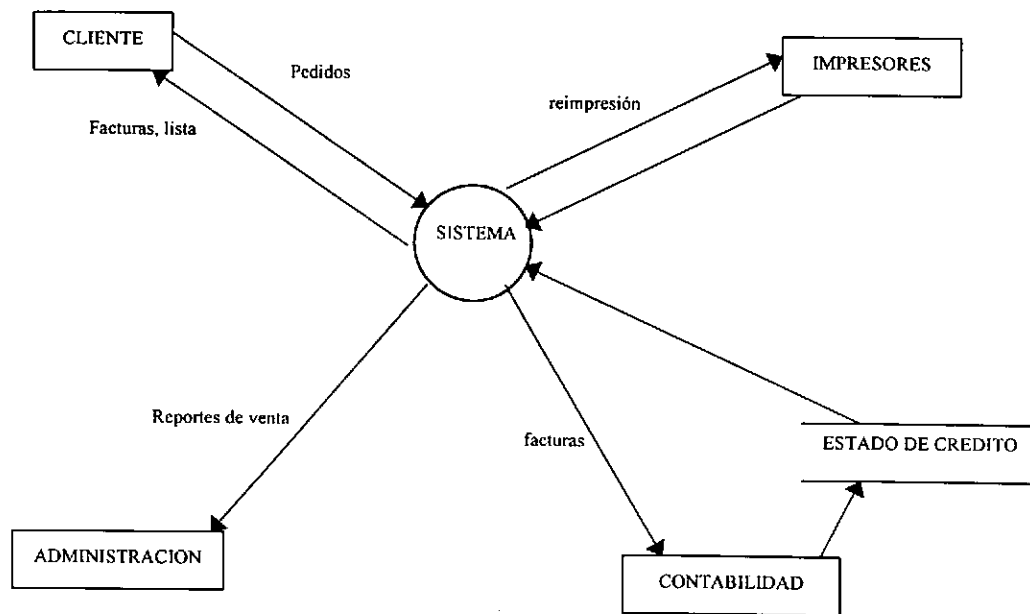 CLIENTE
Pedidos
IMPRESORES
reimpresión
Facturas, lista
SISTEMA
Reportes de venta
facturas
ESTADO DE CREDITO
ADMINISTRACION
CONTABILIDAD